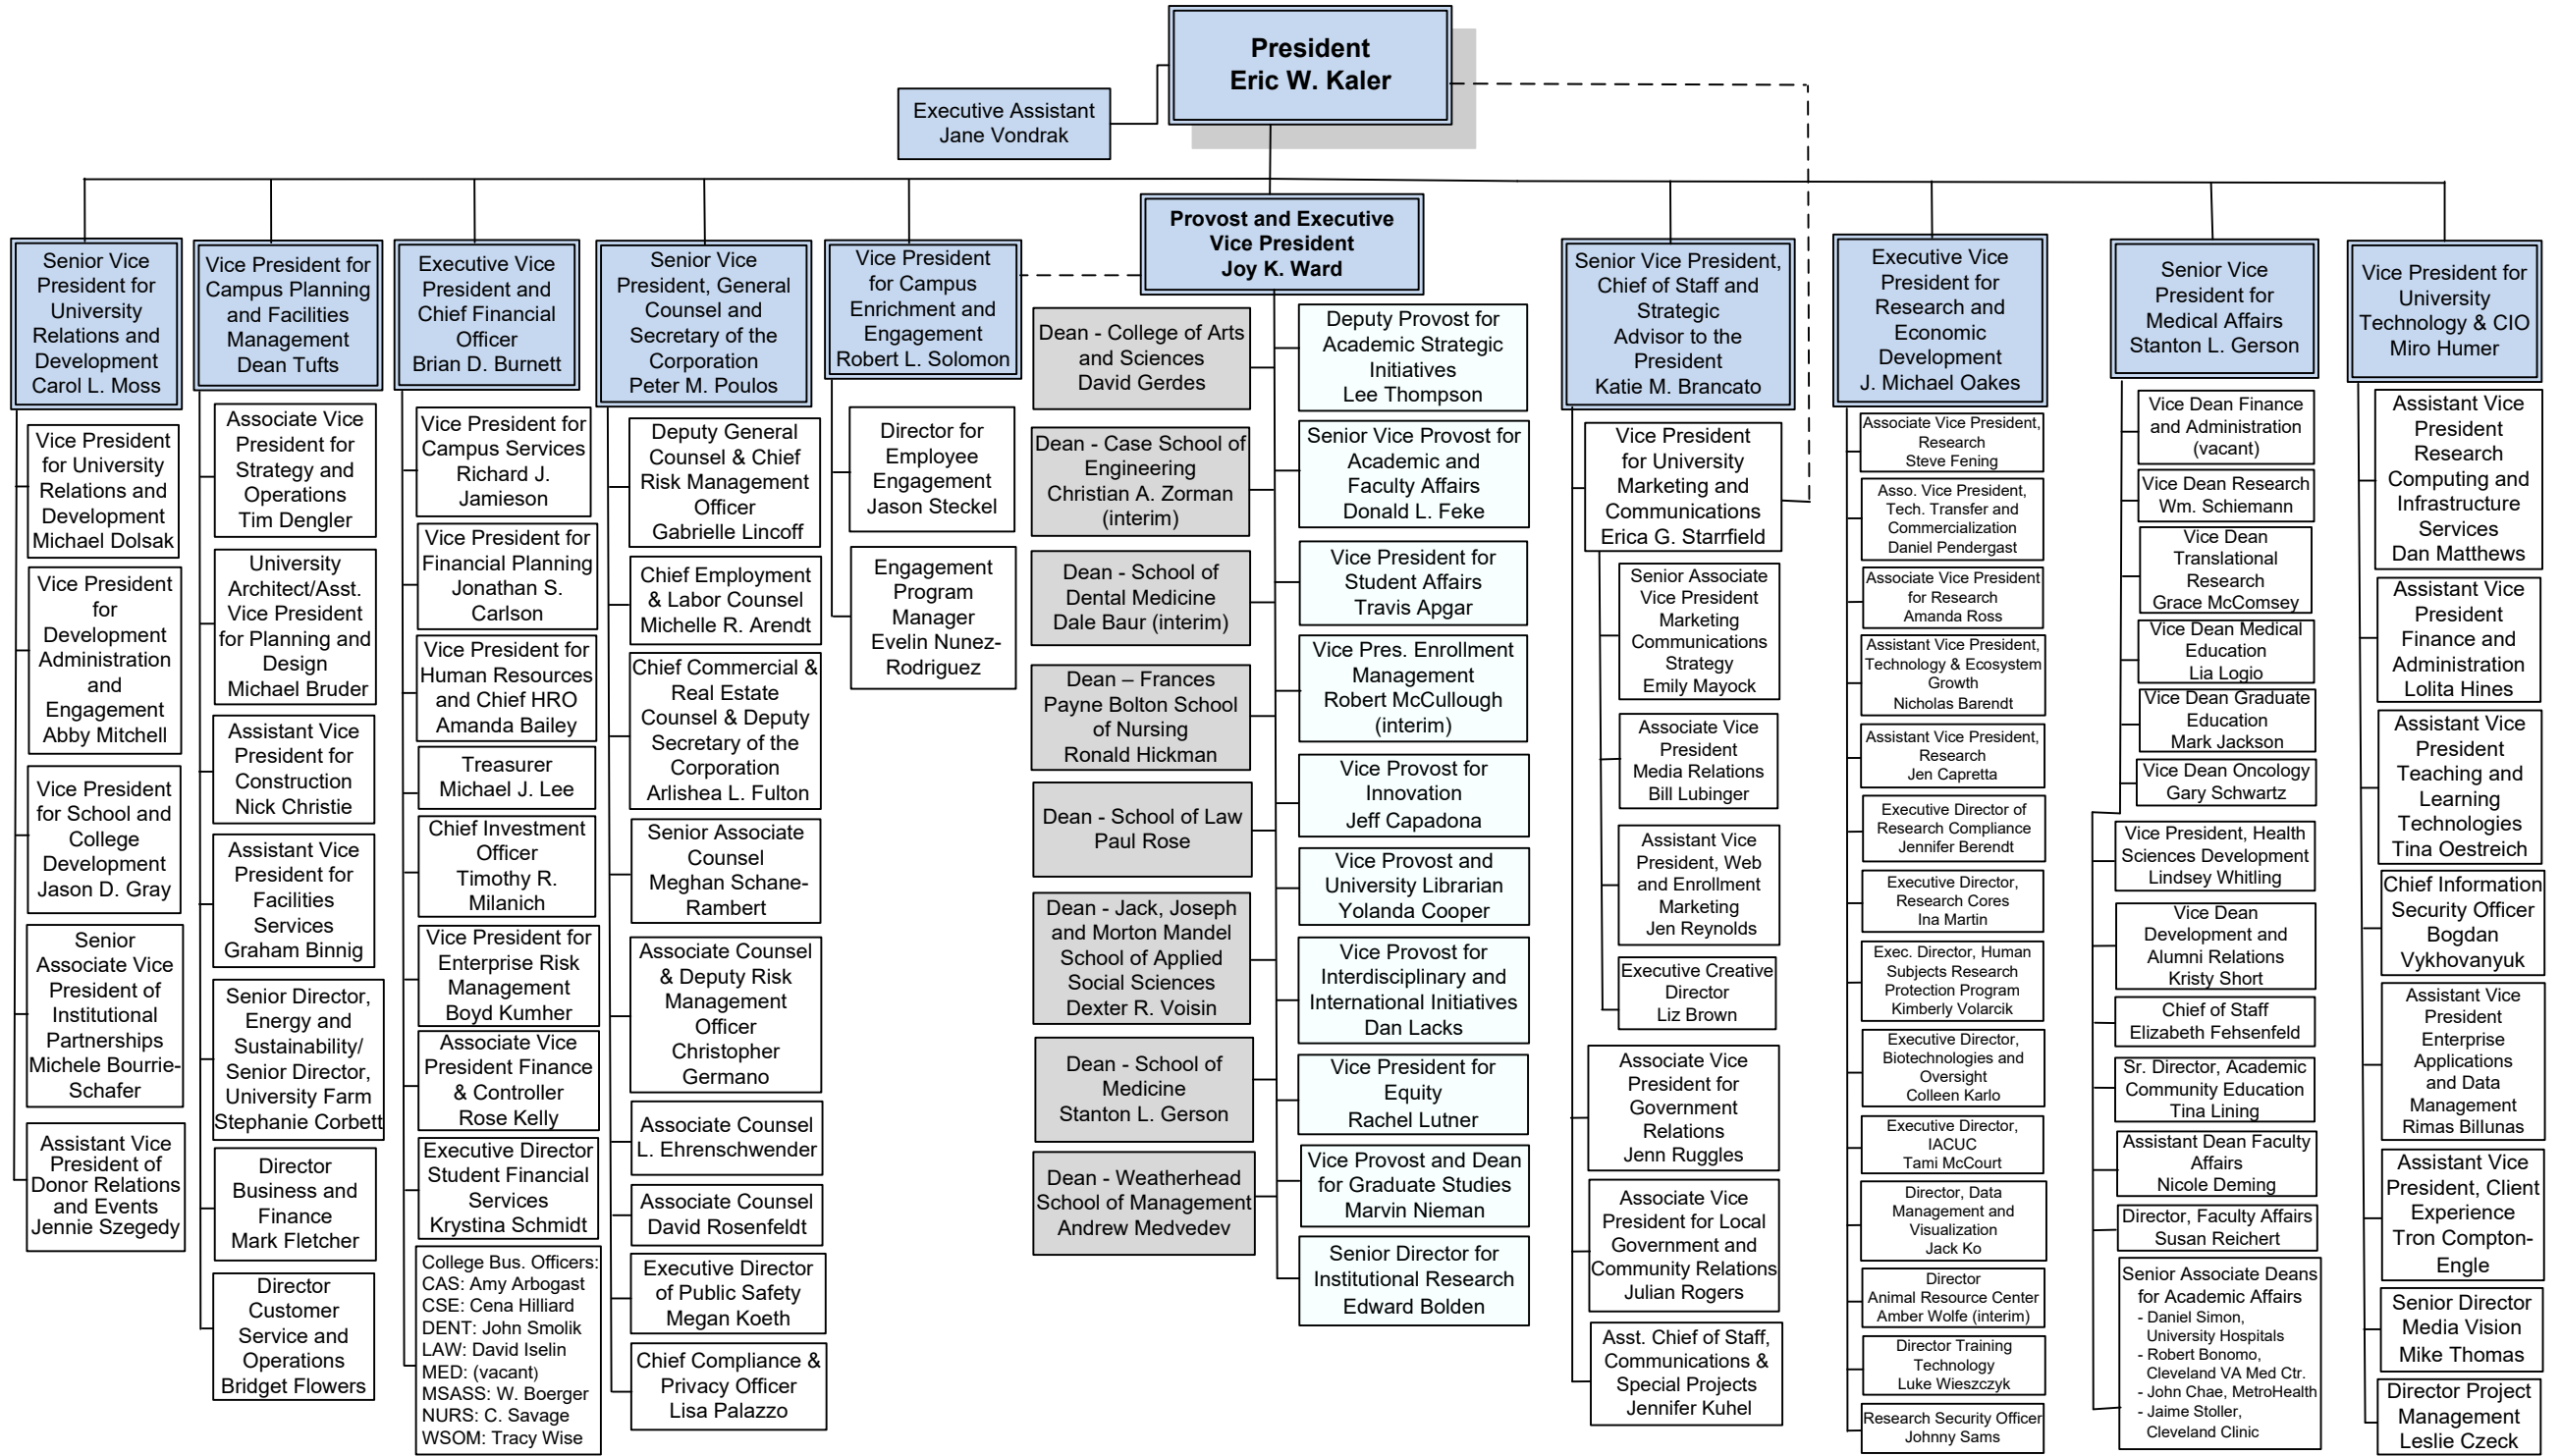 President
Eric W. Kaler
Executive Assistant
Jane Vondrak
Provost and Executive
Vice President
Joy K. Ward
Senior Vice
President for
University
Relations and
Development
Carol L. Moss
Vice President
for University
Relations and
Development
Michael Dolsak
Vice President
for
Development
Administration
and
Engagement
Abby Mitchell
Vice President
for School and
College
Development
Jason D. Gray
Senior
Associate Vice
President of
Institutional
Partnerships
Michele Bourrie-
Schafer
Assistant Vice
President of
Donor Relations
and Events
Jennie Szegedy
Vice President for
Campus Planning
and Facilities
Management
Dean Tufts
Associate Vice
President for
Strategy and
Operations
Tim Dengler
University
Architect/Asst.
Vice President
for Planning and
Design
Michael Bruder
Assistant Vice
President for
Construction
Nick Christie
Assistant Vice
President for
Facilities
Services
Graham Binnig
Senior Director,
Energy and
Sustainability/
Senior Director,
University Farm
Stephanie Corbett
Director
Business and
Finance
Mark Fletcher
Director
Customer
Service and
Operations
Bridget Flowers
Executive Vice
President and
Chief Financial
Officer
Brian D. Burnett
Vice President for
Campus Services
Richard J.
Jamieson
Vice President for
Financial Planning
Jonathan S.
Carlson
Vice President for
Human Resources
and Chief HRO
Amanda Bailey
Treasurer
Michael J. Lee
Chief Investment
Officer
Timothy R.
Milanich
Vice President for
Enterprise Risk
Management
Boyd Kumher
Associate Vice
President Finance
& Controller
Rose Kelly
Executive Director
Student Financial
Services
Krystina Schmidt
College Bus. Officers:
CAS: Amy Arbogast
CSE: Cena Hilliard
DENT: John Smolik
LAW: David Iselin
MED: (vacant)
MSASS: W. Boerger
NURS: C. Savage
WSOM: Tracy Wise
Senior Vice
President, General
Counsel and
Secretary of the
Corporation
Peter M. Poulos
Deputy General
Counsel & Chief
Risk Management
Officer
Gabrielle Lincoff
Chief Employment
& Labor Counsel
Michelle R. Arendt
Chief Commercial &
Real Estate
Counsel & Deputy
Secretary of the
Corporation
Arlishea L. Fulton
Senior Associate
Counsel
Meghan Schane-
Rambert
Associate Counsel
& Deputy Risk
Management
Officer
Christopher
Germano
Associate Counsel
L. Ehrenschwender
Associate Counsel
David Rosenfeldt
Executive Director
of Public Safety
Megan Koeth
Chief Compliance &
Privacy Officer
Lisa Palazzo
Vice President
for Campus
Enrichment and
Engagement
Robert L. Solomon
Director for
Employee
Engagement
Jason Steckel
Engagement
Program
Manager
Evelin Nunez-
Rodriguez
Dean - College of Arts
and Sciences
David Gerdes
Dean - Case School of
Engineering
Christian A. Zorman
(interim)
Dean - School of
Dental Medicine
Dale Baur (interim)
Dean – Frances
Payne Bolton School
of Nursing
Ronald Hickman
Dean - School of Law
Paul Rose
Dean - Jack, Joseph
and Morton Mandel
School of Applied
Social Sciences
Dexter R. Voisin
Dean - School of
Medicine
Stanton L. Gerson
Dean - Weatherhead
School of Management
Andrew Medvedev
Deputy Provost for
Academic Strategic
Initiatives
Lee Thompson
Senior Vice Provost for
Academic and
Faculty Affairs
Donald L. Feke
Vice President for
Student Affairs
Travis Apgar
Vice Pres. Enrollment
Management
Robert McCullough
(interim)
Vice Provost for
Innovation
Jeff Capadona
Vice Provost and
University Librarian
Yolanda Cooper
Vice Provost for
Interdisciplinary and
International Initiatives
Dan Lacks
Vice President for
Equity
Rachel Lutner
Vice Provost and Dean
for Graduate Studies
Marvin Nieman
Senior Director for
Institutional Research
Edward Bolden
Senior Vice President,
Chief of Staff and
Strategic
Advisor to the
President
Katie M. Brancato
Vice President
for University
Marketing and
Communications
Erica G. Starrfield
Senior Associate
Vice President
Marketing
Communications
Strategy
Emily Mayock
Associate Vice
President
Media Relations
Bill Lubinger
Assistant Vice
President, Web
and Enrollment
Marketing
Jen Reynolds
Executive Creative
Director
Liz Brown
Associate Vice
President for
Government
Relations
Jenn Ruggles
Associate Vice
President for Local
Government and
Community Relations
Julian Rogers
Asst. Chief of Staff,
Communications &
Special Projects
Jennifer Kuhel
Executive Vice
President for
Research and
Economic
Development
J. Michael Oakes
Associate Vice President,
Research
Steve Fening
Asso. Vice President,
Tech. Transfer and
Commercialization
Daniel Pendergast
Associate Vice President
for Research
Amanda Ross
Assistant Vice President,
Technology & Ecosystem
Growth
Nicholas Barendt
Assistant Vice President,
Research
Jen Capretta
Executive Director of
Research Compliance
Jennifer Berendt
Executive Director,
Research Cores
Ina Martin
Exec. Director, Human
Subjects Research
Protection Program
Kimberly Volarcik
Executive Director,
Biotechnologies and
Oversight
Colleen Karlo
Executive Director,
IACUC
Tami McCourt
Director, Data
Management and
Visualization
Jack Ko
Director
Animal Resource Center
Amber Wolfe (interim)
Director Training
Technology
Luke Wieszczyk
Research Security Officer
Johnny Sams
Senior Vice
President for
Medical Affairs
Stanton L. Gerson
Vice Dean Finance
and Administration
(vacant)
Vice Dean Research
Wm. Schiemann
Vice Dean
Translational
Research
Grace McComsey
Vice Dean Medical
Education
Lia Logio
Vice Dean Graduate
Education
Mark Jackson
Vice Dean Oncology
Gary Schwartz
Vice President, Health
Sciences Development
Lindsey Whitling
Vice Dean
Development and
Alumni Relations
Kristy Short
Chief of Staff
Elizabeth Fehsenfeld
Sr. Director, Academic
Community Education
Tina Lining
Assistant Dean Faculty
Affairs
Nicole Deming
Director, Faculty Affairs
Susan Reichert
Senior Associate Deans
for Academic Affairs
- Daniel Simon,
University Hospitals
- Robert Bonomo,
Cleveland VA Med Ctr.
- John Chae, MetroHealth
- Jaime Stoller,
Cleveland Clinic
Vice President for
University
Technology & CIO
Miro Humer
Assistant Vice
President
Research
Computing and
Infrastructure
Services
Dan Matthews
Assistant Vice
President
Finance and
Administration
Lolita Hines
Assistant Vice
President
Teaching and
Learning
Technologies
Tina Oestreich
Chief Information
Security Officer
Bogdan
Vykhovanyuk
Assistant Vice
President
Enterprise
Applications
and Data
Management
Rimas Billunas
Assistant Vice
President, Client
Experience
Tron Compton-
Engle
Senior Director
Media Vision
Mike Thomas
Director Project
Management
Leslie Czeck